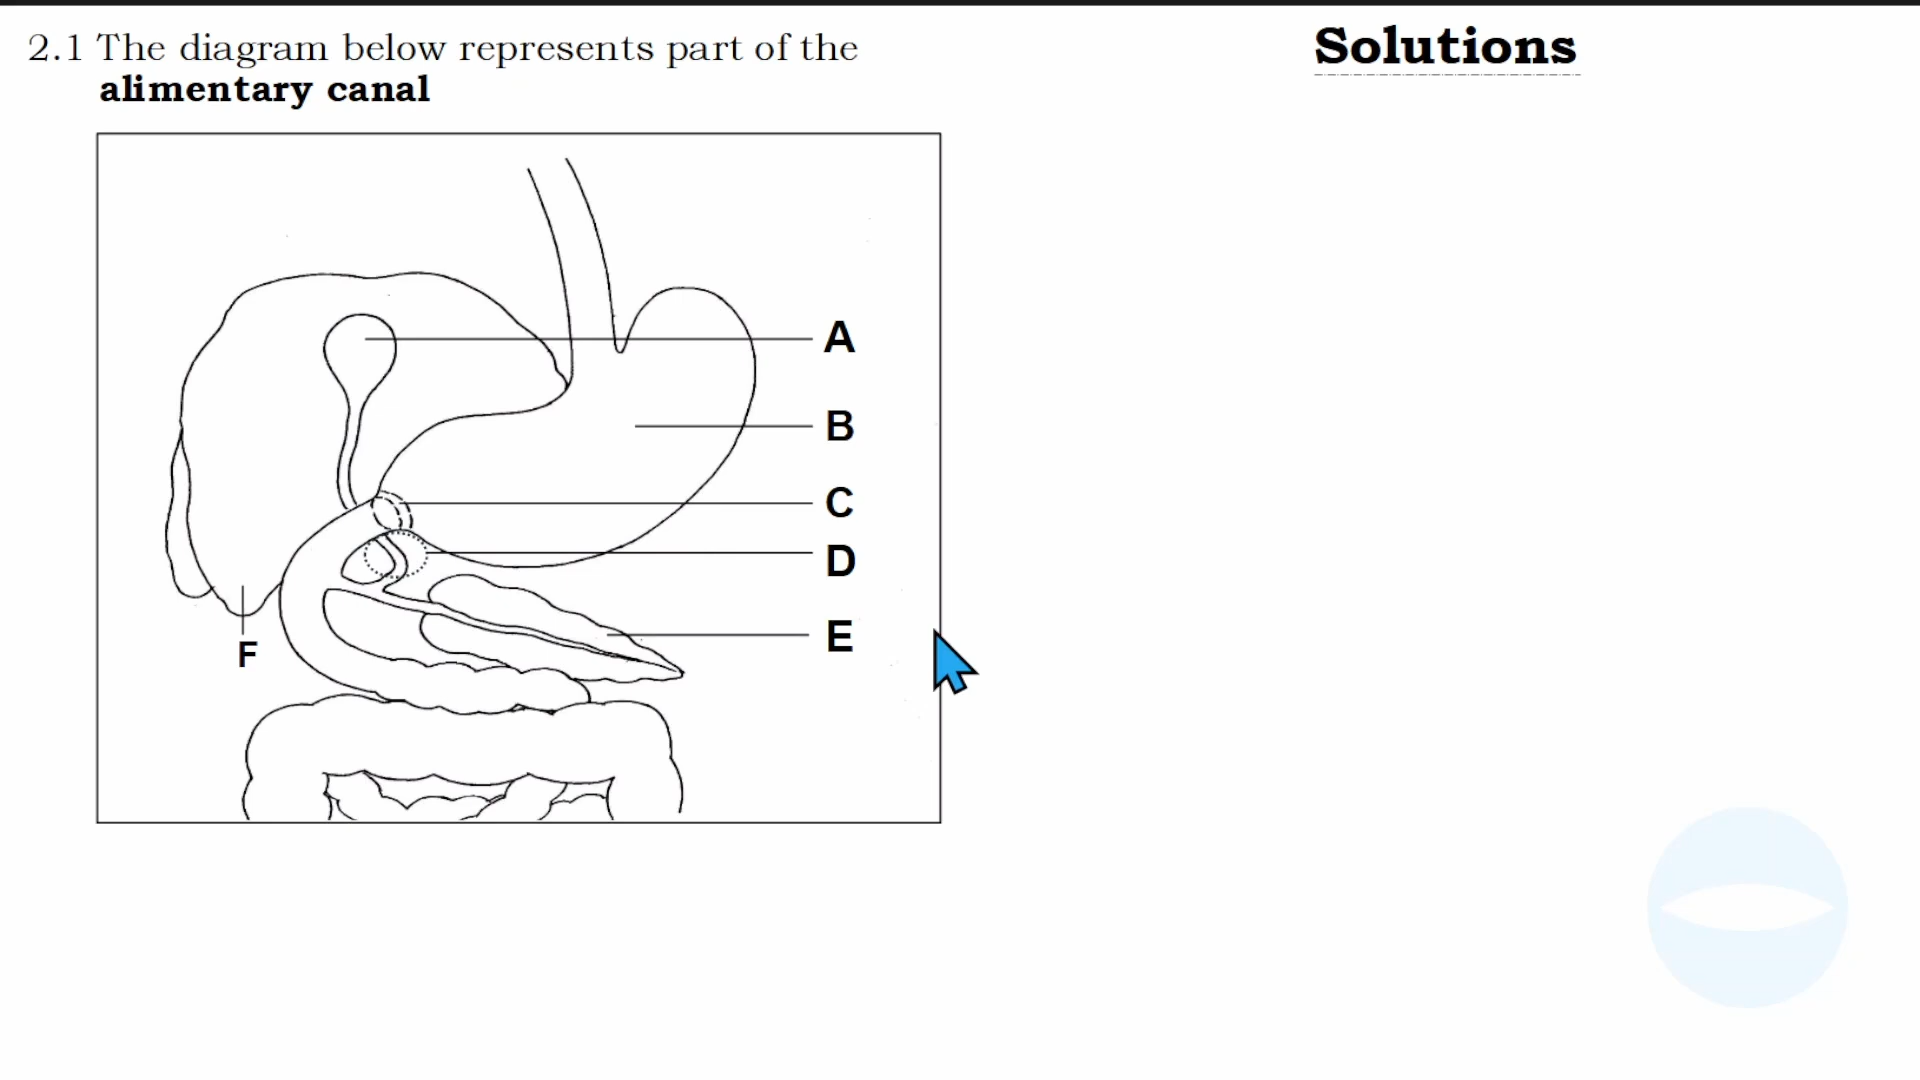 2.1 The diagram below represents part of the
alimentary canal
Solutions
A
B
C
D
E
F